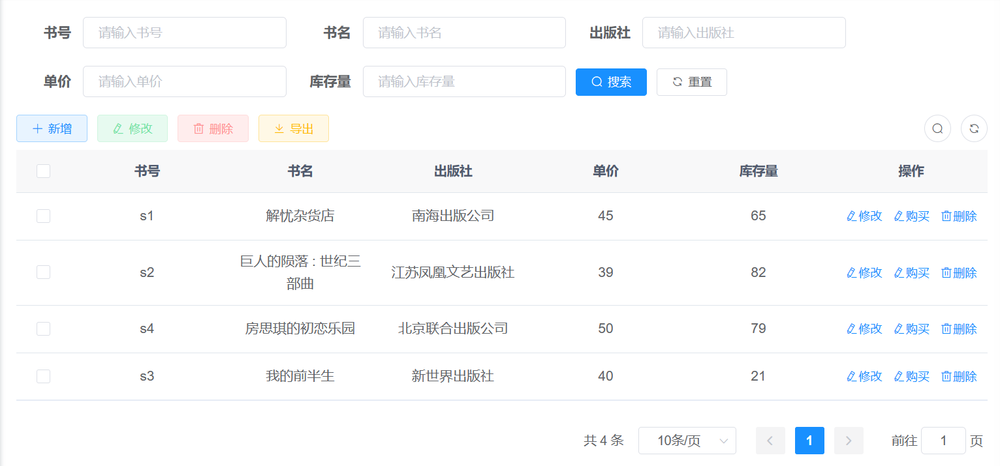 书号 请输入书号 书名 请输入书名 出版社 请输入出版社
单价 请输入单价 库存量 请输入库存量 搜索 重置
新增 修改 删除 导出
书号 书名 出版社 单价 库存量 操作
s1 解忧杂货店 南海出版公司 45 65 修改 购买 删除
s2 巨人的陨落 : 世纪三 江苏凤凰文艺出版社 39 82 修改 购买 删除
部曲
s4 房思琪的初恋乐园 北京联合出版公司 50 79 修改 购买 删除
s3 我的前半生 新世界出版社 40 21 修改 购买 删除
共 4 条 10条/页 1 前往 1 页